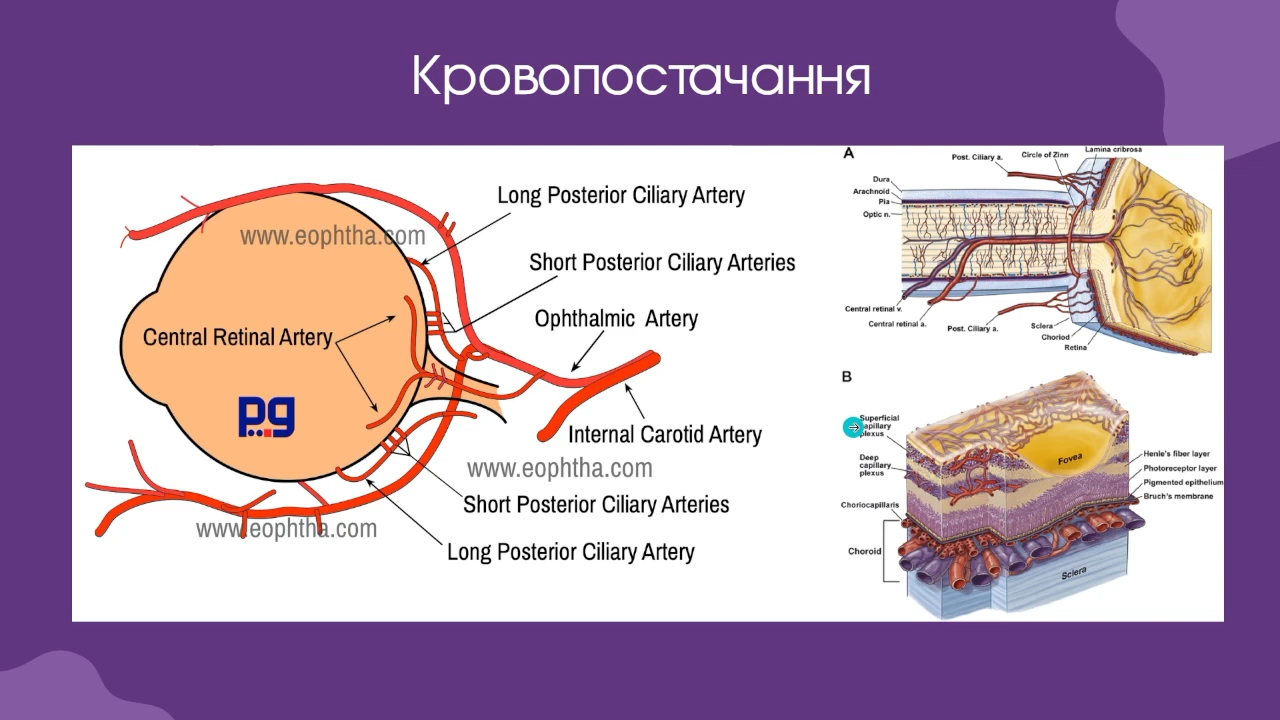 Кровопостачання
Long Posterior Ciliary Artery
www.eophtha.com
Short Posterior Ciliary Arteries
Ophthalmic Artery
Central Retinal Artery
P.g
Internal Carotid Artery
www.eophtha.com
Short Posterior Ciliary Arteries
www.eophtha.com
Long Posterior Ciliary Artery
A
Post. Ciliary a.
Circle of Zinn
Lamina cribrosa
Dura
Arachnoid
Pia
Optic n.
Central retinal v.
Central retinal a.
Post. Ciliary a.
Sclera
Choriod
Retina
B
Superficial
capillary
plexus
Deep
capillary
plexus
Choriocapillaris
Choroid
Fovea
Henle's fiber layer
Photoreceptor layer
Pigmented epithelium
Bruch's membrane
Sclera